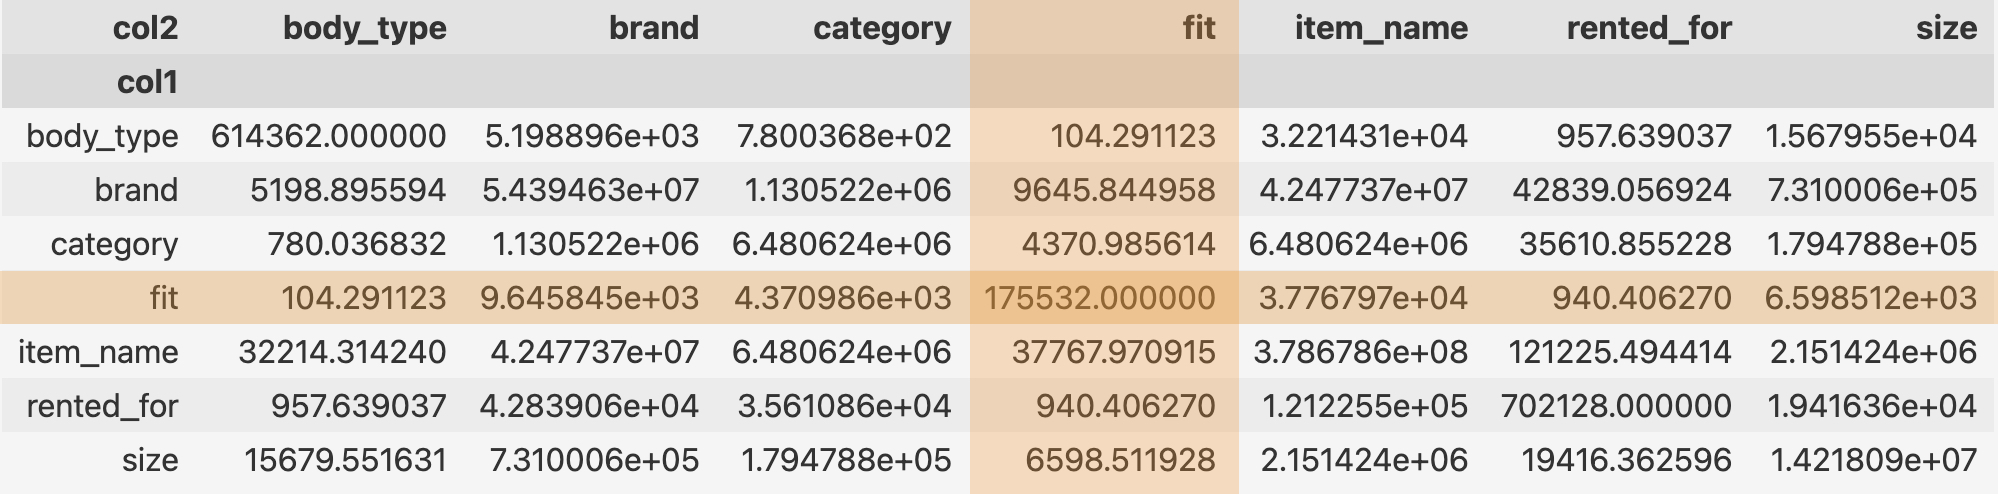 col2 body_type brand category fit item_name rented_for size
col1
body_type 614362.000000 5.198896e+03 7.800368e+02 104.291123 3.221431e+04 957.639037 1.567955e+04
brand 5198.895594 5.439463e+07 1.130522e+06 9645.844958 4.247737e+07 42839.056924 7.310006e+05
category 780.036832 1.130522e+06 6.480624e+06 4370.985614 6.480624e+06 35610.855228 1.794788e+05
fit 104.291123 9.645845e+03 4.370986e+03 175532.000000 3.776797e+04 940.406270 6.598512e+03
item_name 32214.314240 4.247737e+07 6.480624e+06 37767.970915 3.786786e+08 121225.494414 2.151424e+06
rented_for 957.639037 4.283906e+04 3.561086e+04 940.406270 1.212255e+05 702128.000000 1.941636e+04
size 15679.551631 7.310006e+05 1.794788e+05 6598.511928 2.151424e+06 19416.362596 1.421809e+07